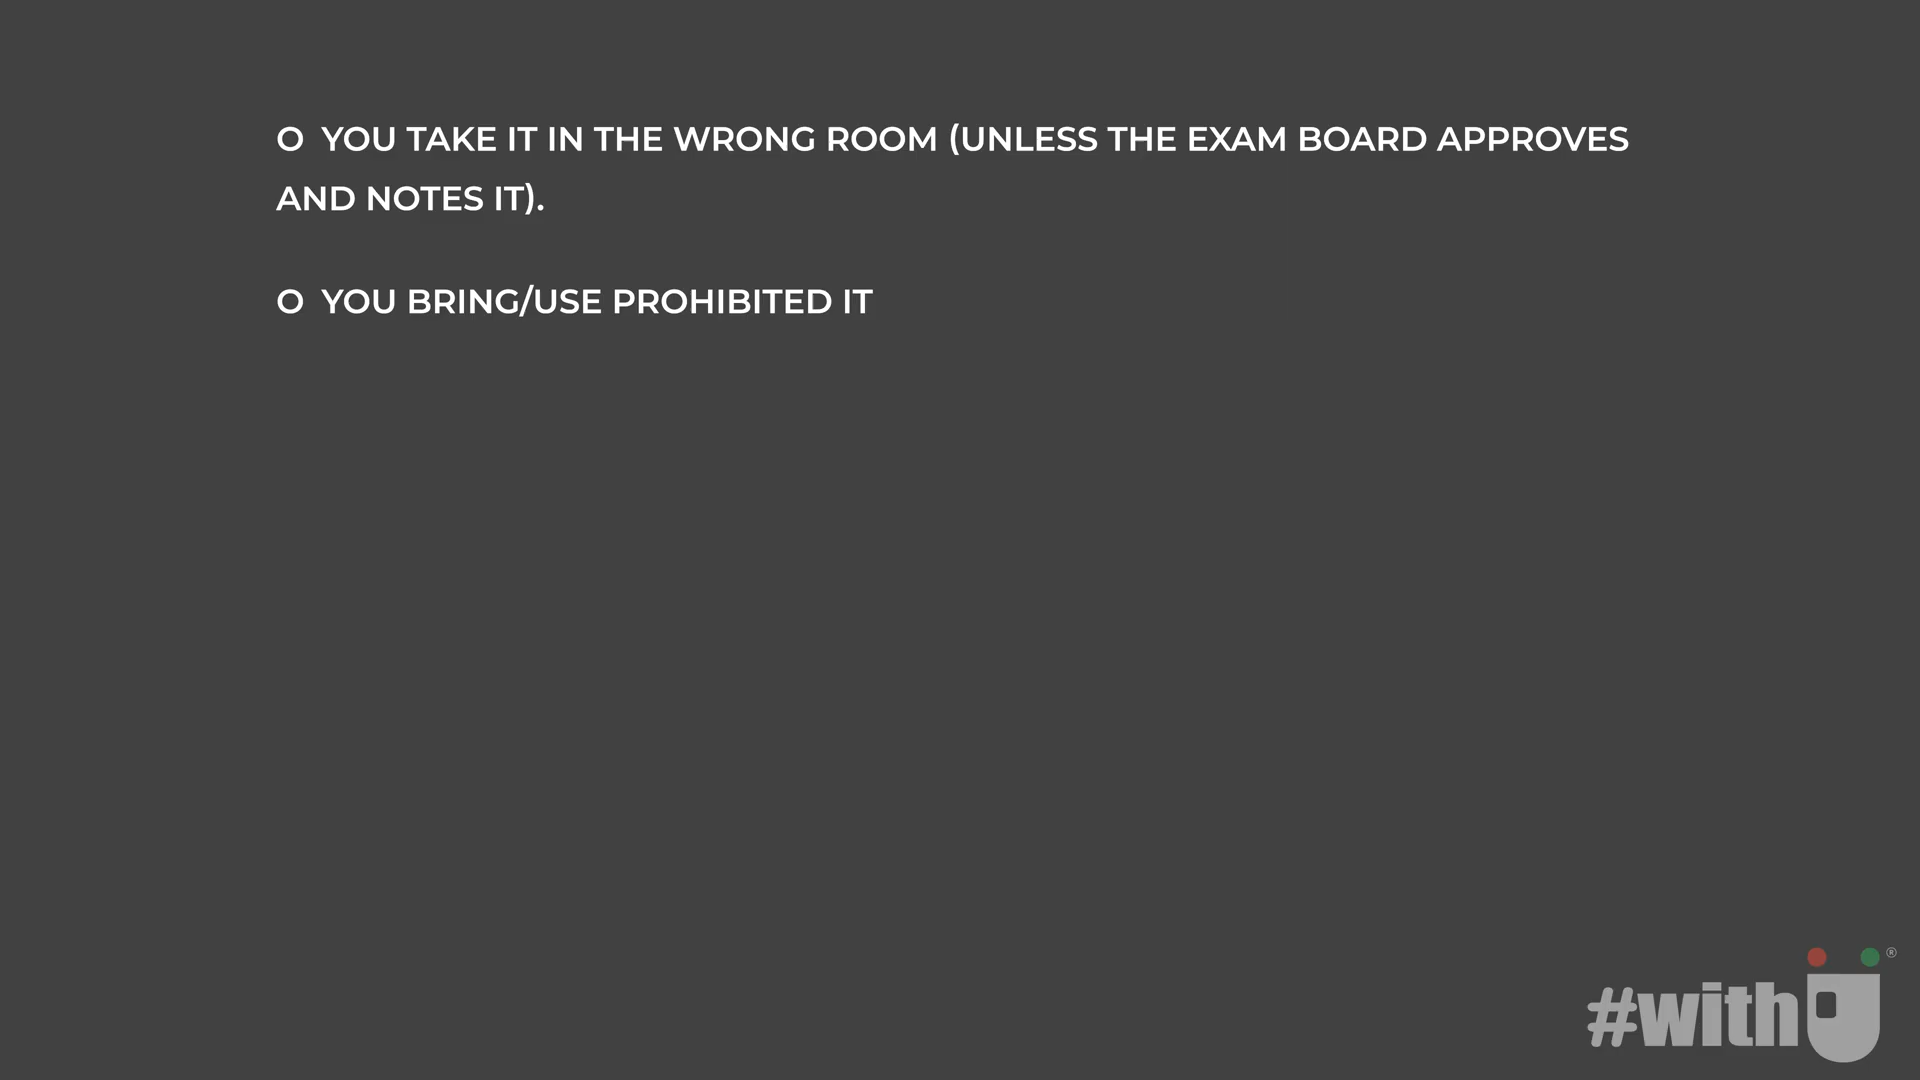 O YOU TAKE IT IN THE WRONG ROOM (UNLESS THE EXAM BOARD APPROVES
AND NOTES IT).
O YOU BRING/USE PROHIBITED IT
#withU®